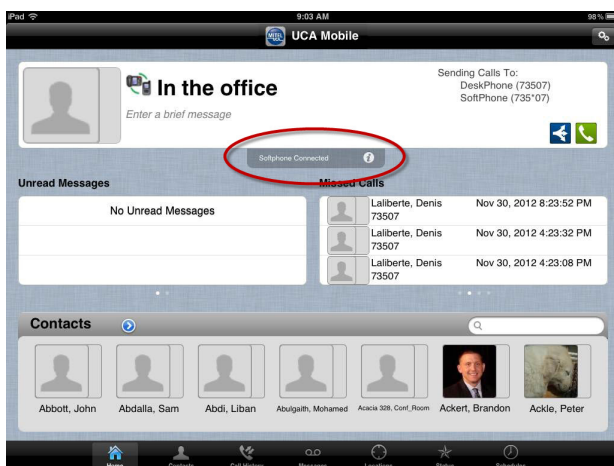 iPad 9:03 AM 98%
MITEL UCA Mobile
In the office
Enter a brief message
Sending Calls To:
DeskPhone (73507)
SoftPhone (735*07)
Softphone Connected
Unread Messages
No Unread Messages
Missed Calls
Laliberte, Denis Nov 30, 2012 8:23:52 PM
73507
Laliberte, Denis Nov 30, 2012 4:23:32 PM
73507
Laliberte, Denis Nov 30, 2012 4:23:08 PM
73507
Contacts
Abbott, John Abdalla, Sam Abdi, Liban Abulgaith, Mohamed Acacia 328, Conf_Room Ackert, Brandon Ackle, Peter
Home Contacts Call History Messages Locations Status Schedules